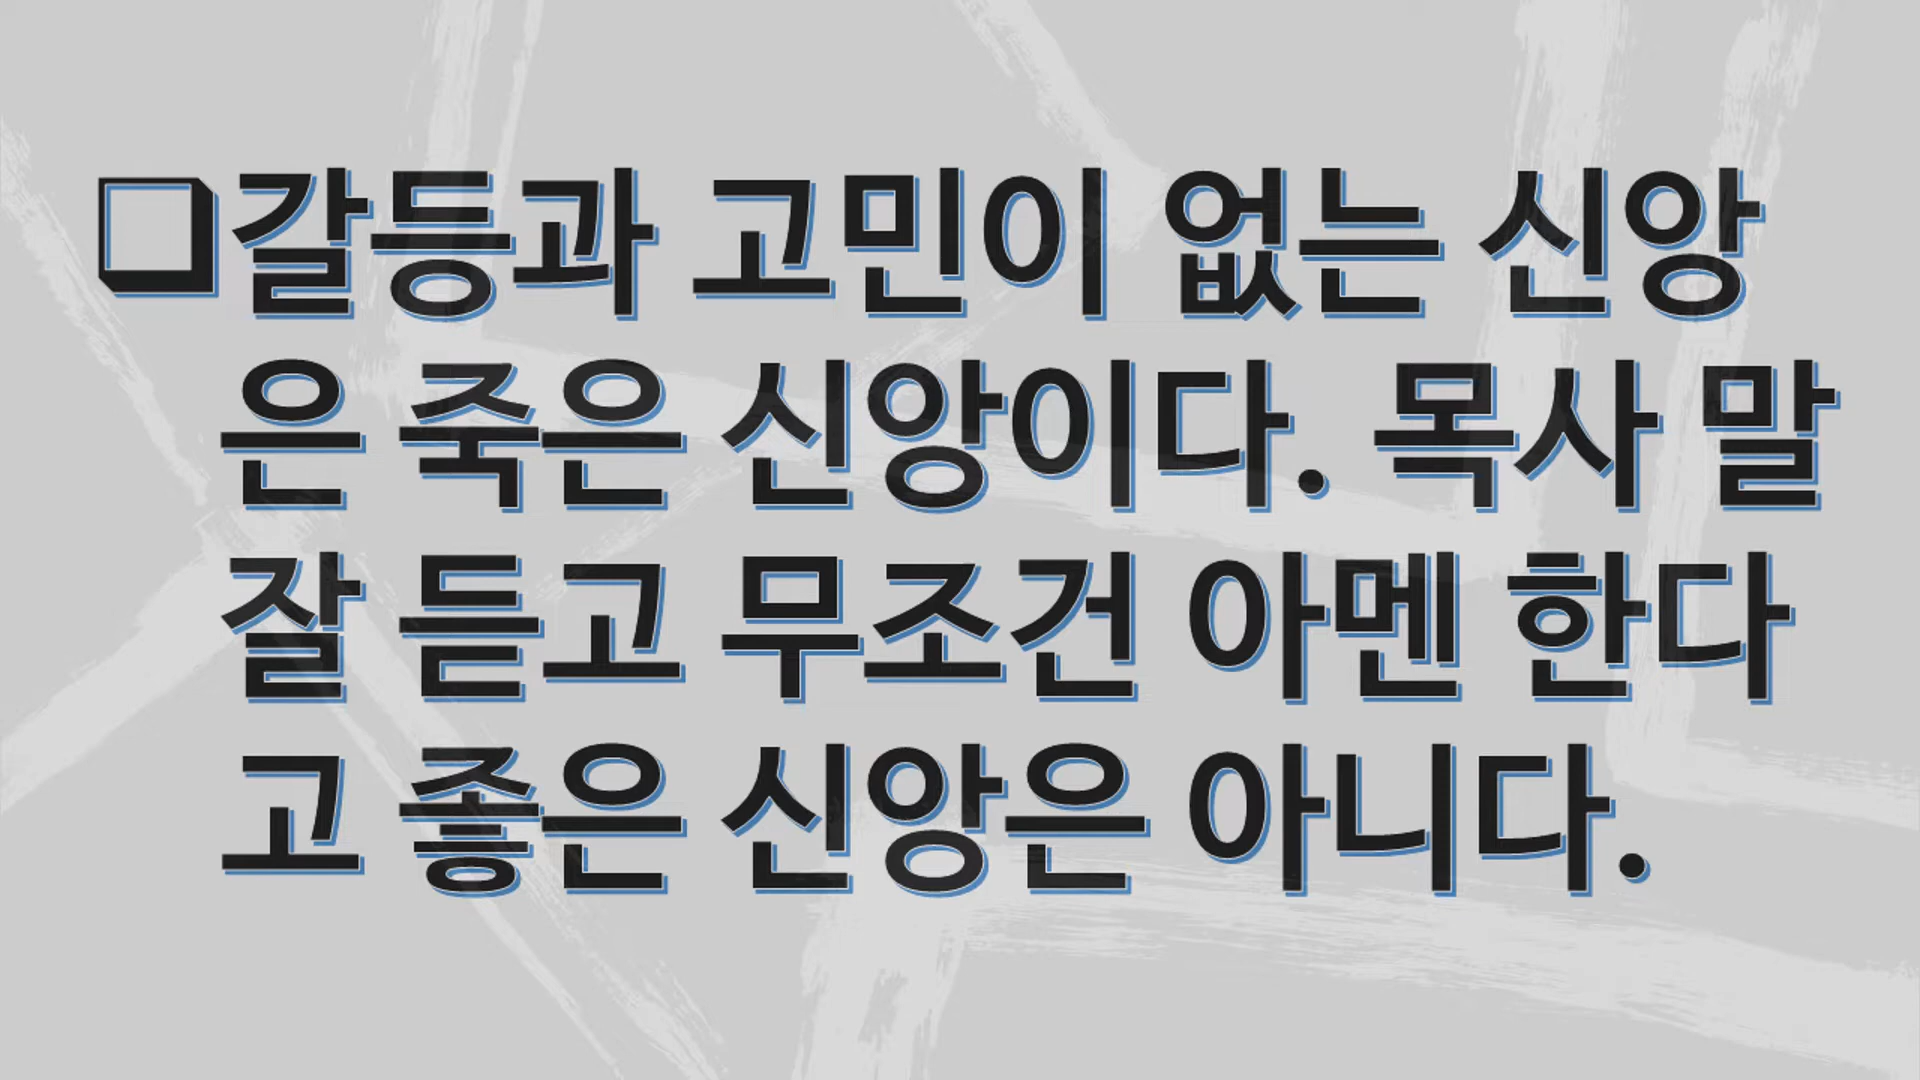 ❑갈등과 고민이 없는 신앙
은 죽은 신앙이다. 목사 말
잘 듣고 무조건 아멘 한다
고 좋은 신앙은 아니다.